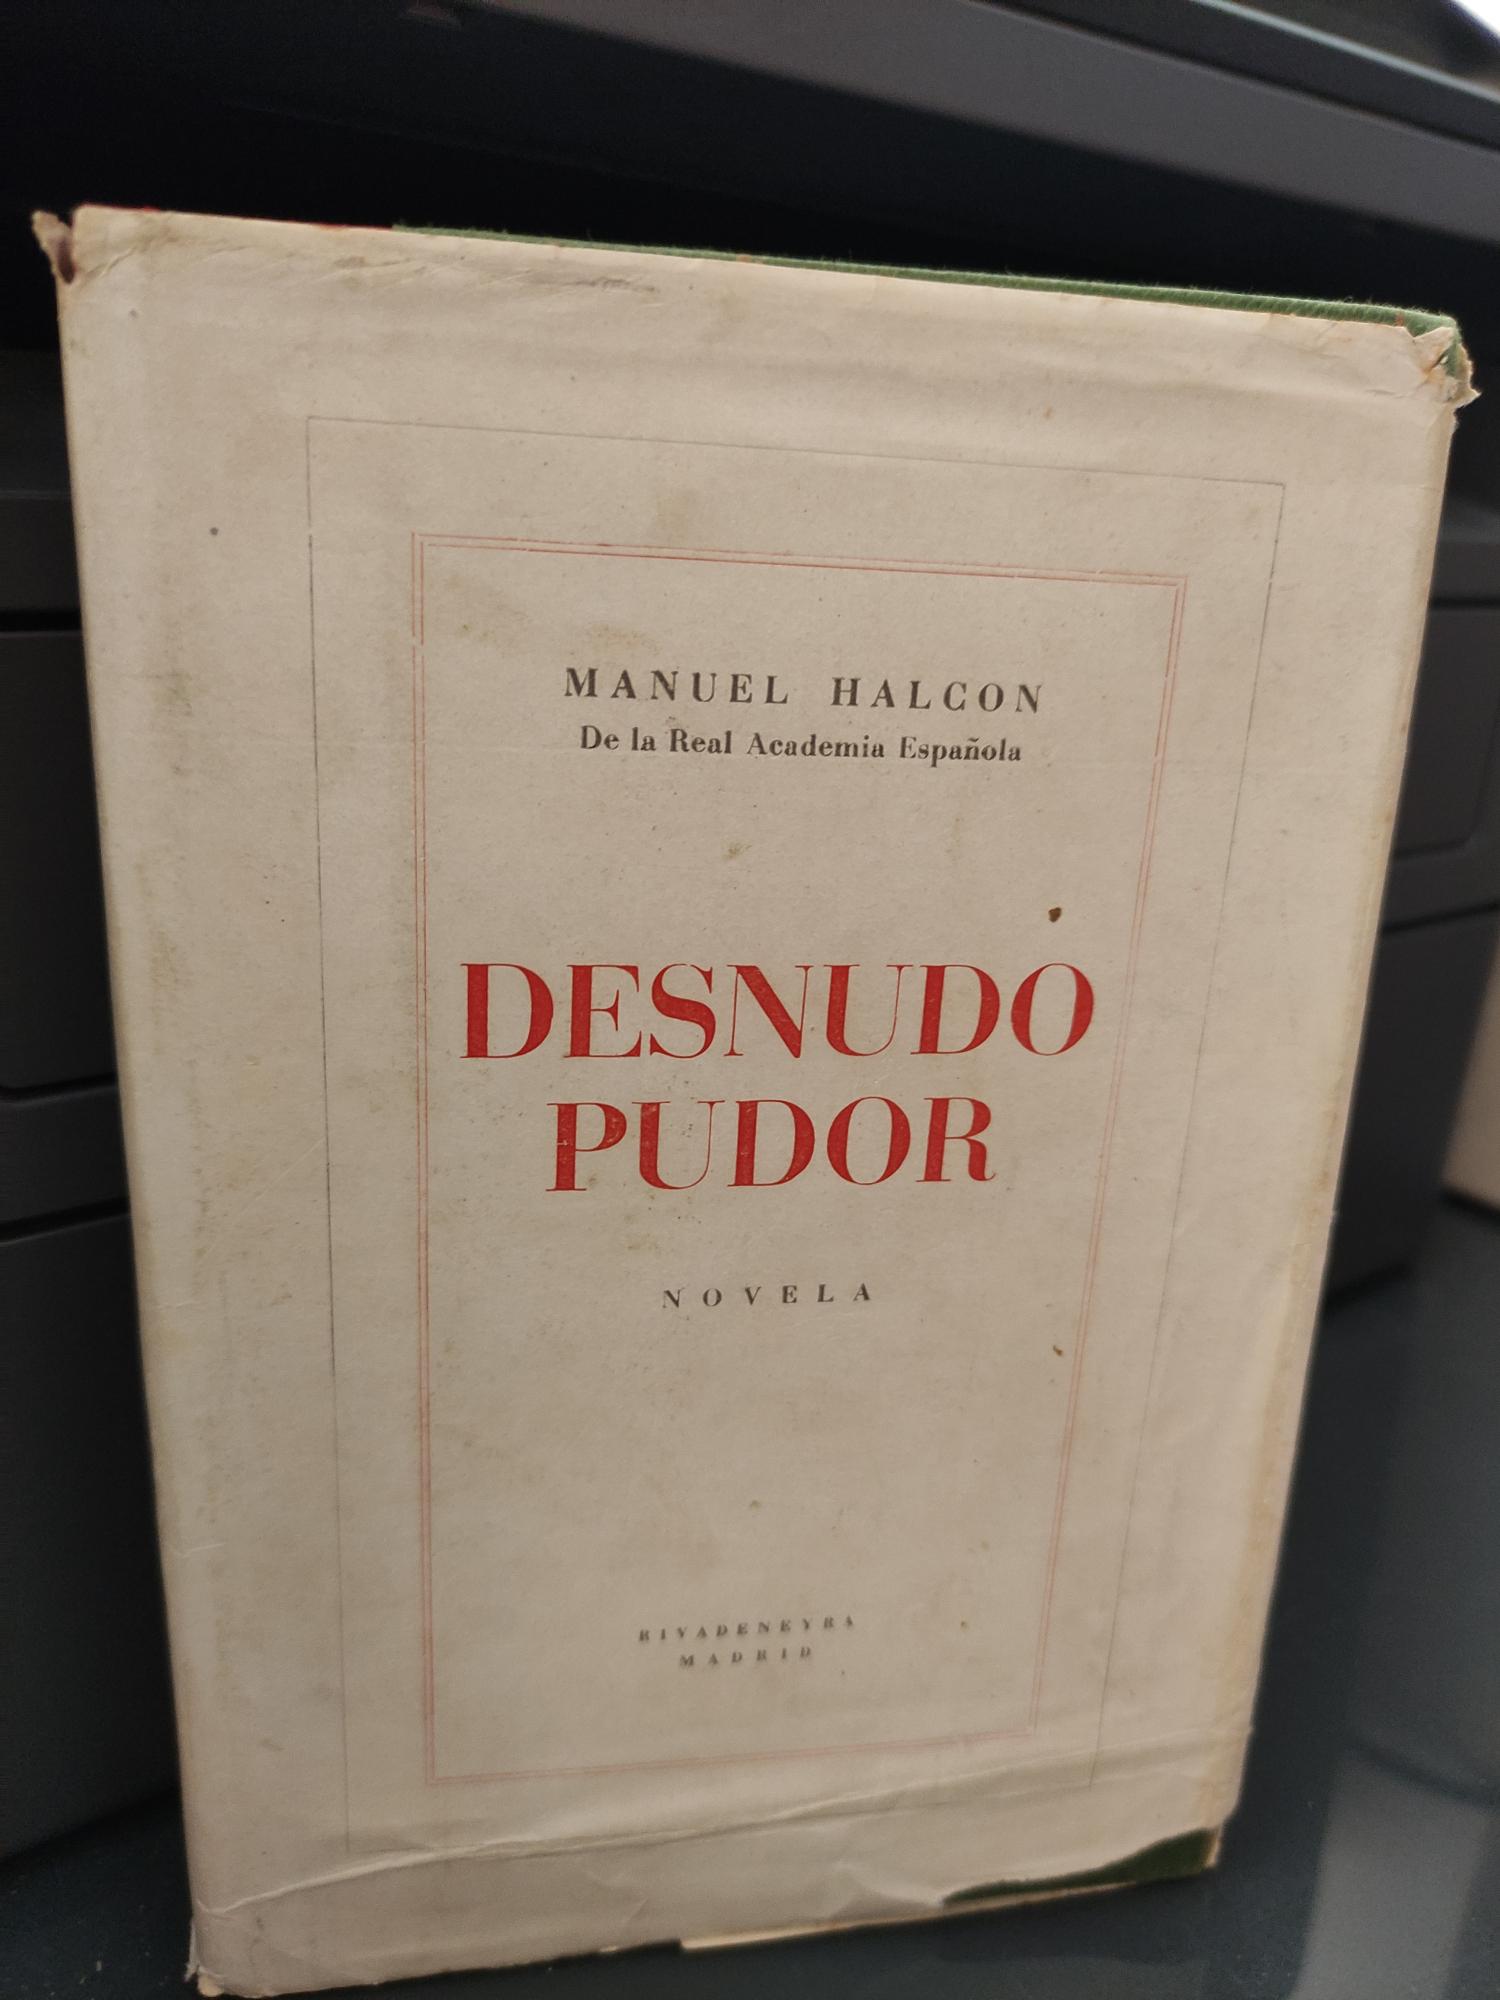 MANUEL HALCON
De la Real Academia Española
DESNUDO
PUDOR
NOVELA
RIVADENEYRA
MADRID